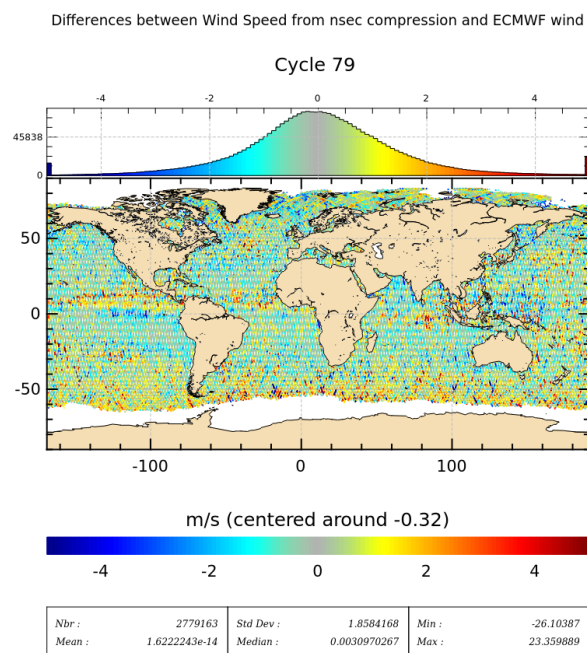 Differences between Wind Speed from nsec compression and ECMWF wind
Cycle 79
-4 -2 0 2 4
45838
0
50
0
-50
-100 0 100
m/s (centered around -0.32)
-4 -2 0 2 4
Nbr : 2779163 Std Dev : 1.8584168 Min : -26.10387
Mean : 1.6222243e-14 Median : 0.0030970267 Max : 23.359889